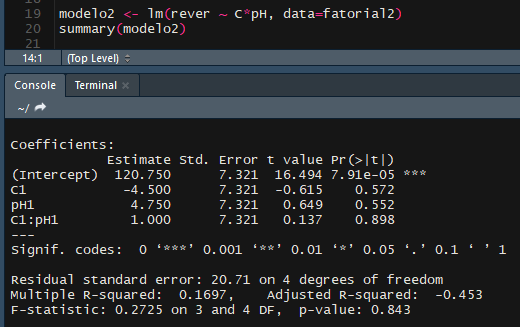 19 modelo2 <- lm(rever ~ C*pH, data=fatorial2)
20 summary(modelo2)
21
14:1 (Top Level)
Console Terminal ×
~/
Coefficients:
Estimate Std. Error t value Pr(>|t|)
(Intercept) 120.750 7.321 16.494 7.91e-05 ***
C1 -4.500 7.321 -0.615 0.572
pH1 4.750 7.321 0.649 0.552
C1:pH1 1.000 7.321 0.137 0.898
---
Signif. codes: 0 ‘***’ 0.001 ‘**’ 0.01 ‘*’ 0.05 ‘.’ 0.1 ‘ ’ 1
Residual standard error: 20.71 on 4 degrees of freedom
Multiple R-squared: 0.1697, Adjusted R-squared: -0.453
F-statistic: 0.2725 on 3 and 4 DF, p-value: 0.843